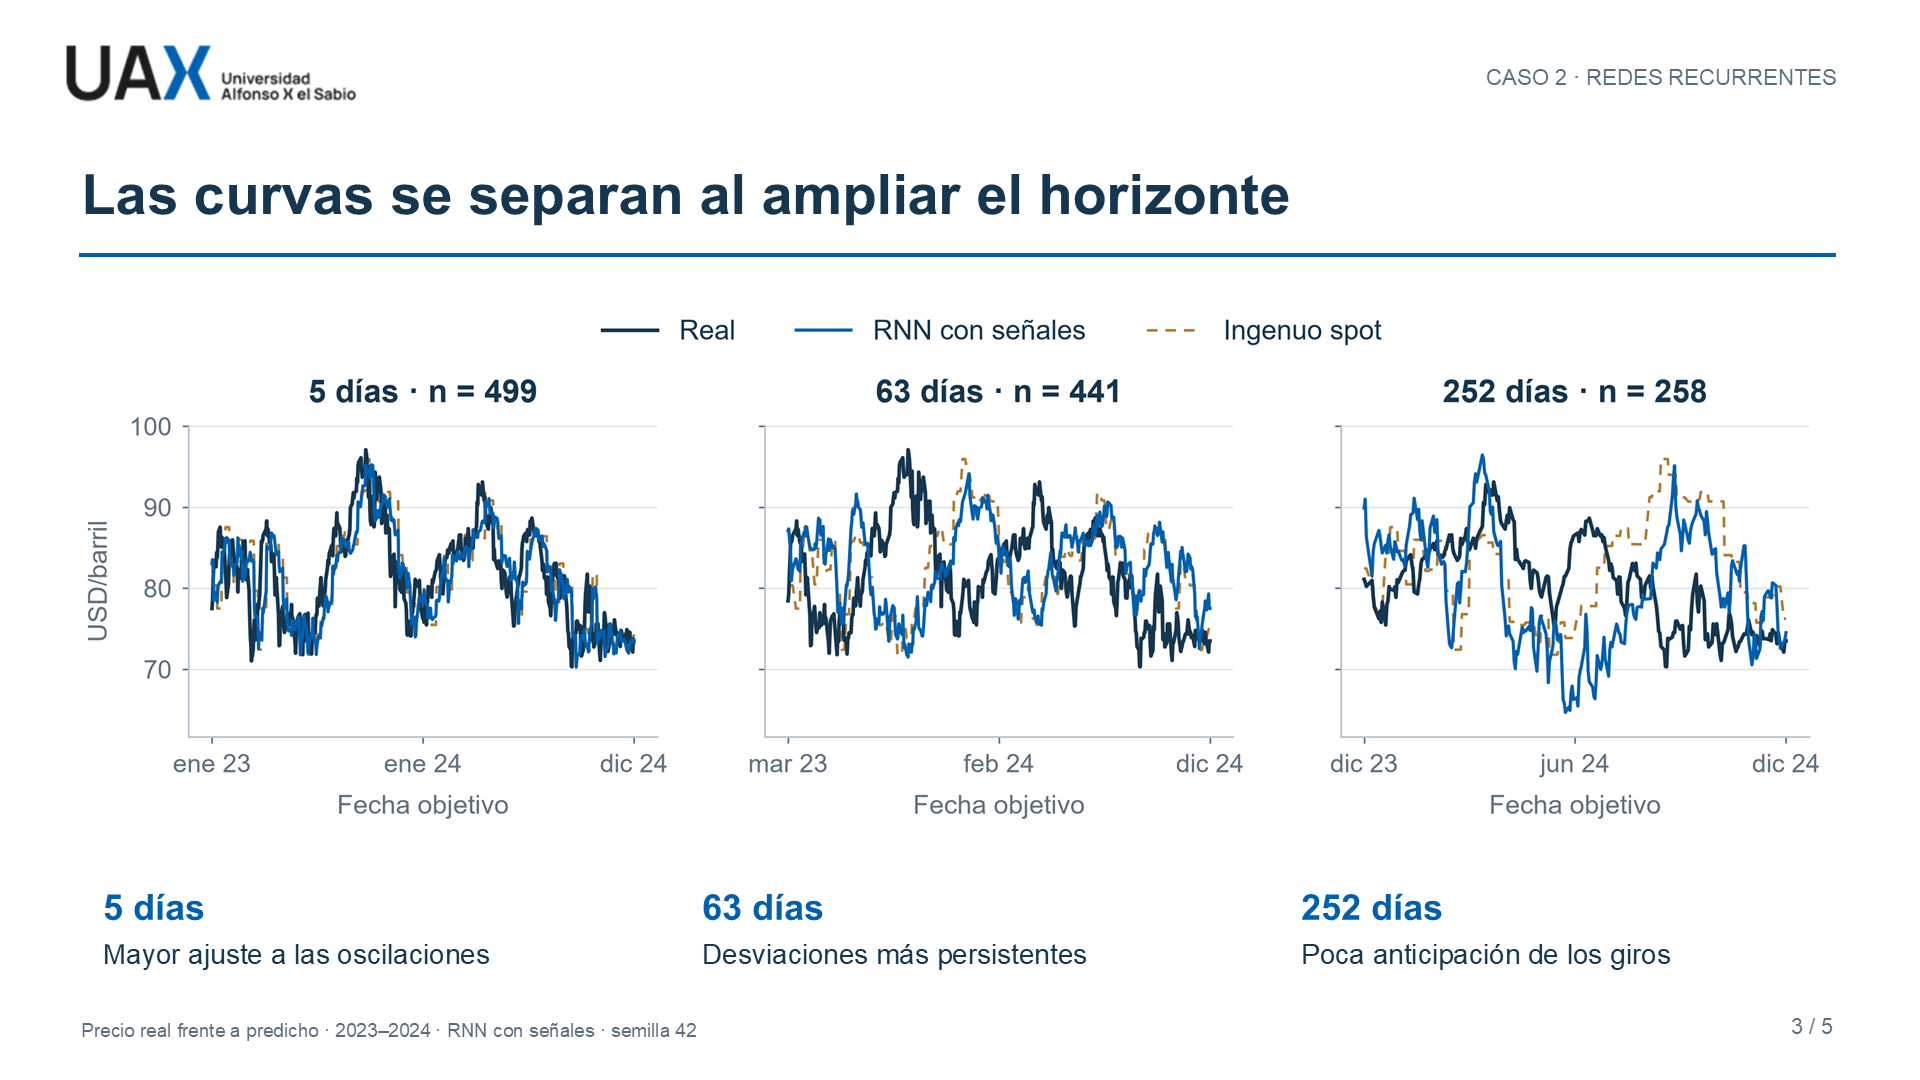 UAX Universidad
Alfonso X el Sabio
CASO 2 · REDES RECURRENTES
Las curvas se separan al ampliar el horizonte
Real
RNN con señales
Ingenuo spot
5 días · n = 499
63 días · n = 441
252 días · n = 258
USD/barril
100
90
80
70
ene 23
ene 24
dic 24
Fecha objetivo
mar 23
feb 24
dic 24
Fecha objetivo
dic 23
jun 24
dic 24
Fecha objetivo
5 días
Mayor ajuste a las oscilaciones
63 días
Desviaciones más persistentes
252 días
Poca anticipación de los giros
Precio real frente a predicho · 2023–2024 · RNN con señales · semilla 42
3 / 5